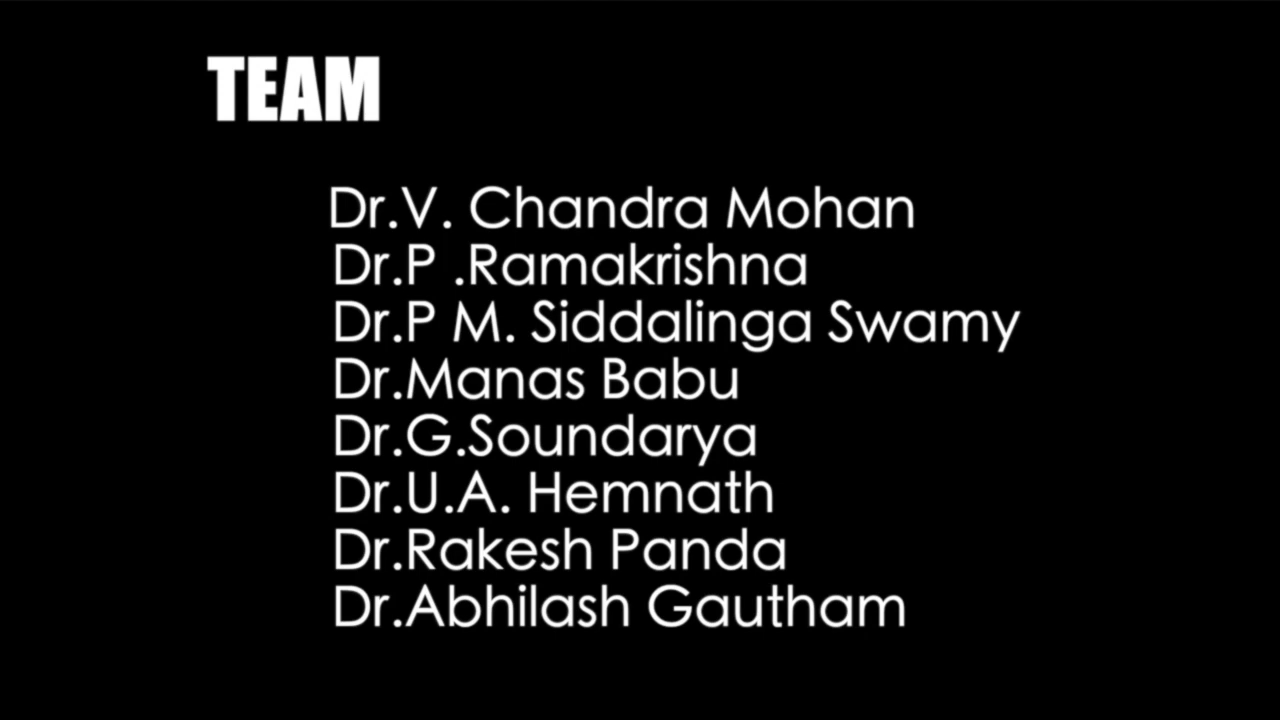 TEAM
Dr.V. Chandra Mohan
Dr.P .Ramakrishna
Dr.P M. Siddalinga Swamy
Dr.Manas Babu
Dr.G.Soundarya
Dr.U.A. Hemnath
Dr.Rakesh Panda
Dr.Abhilash Gautham